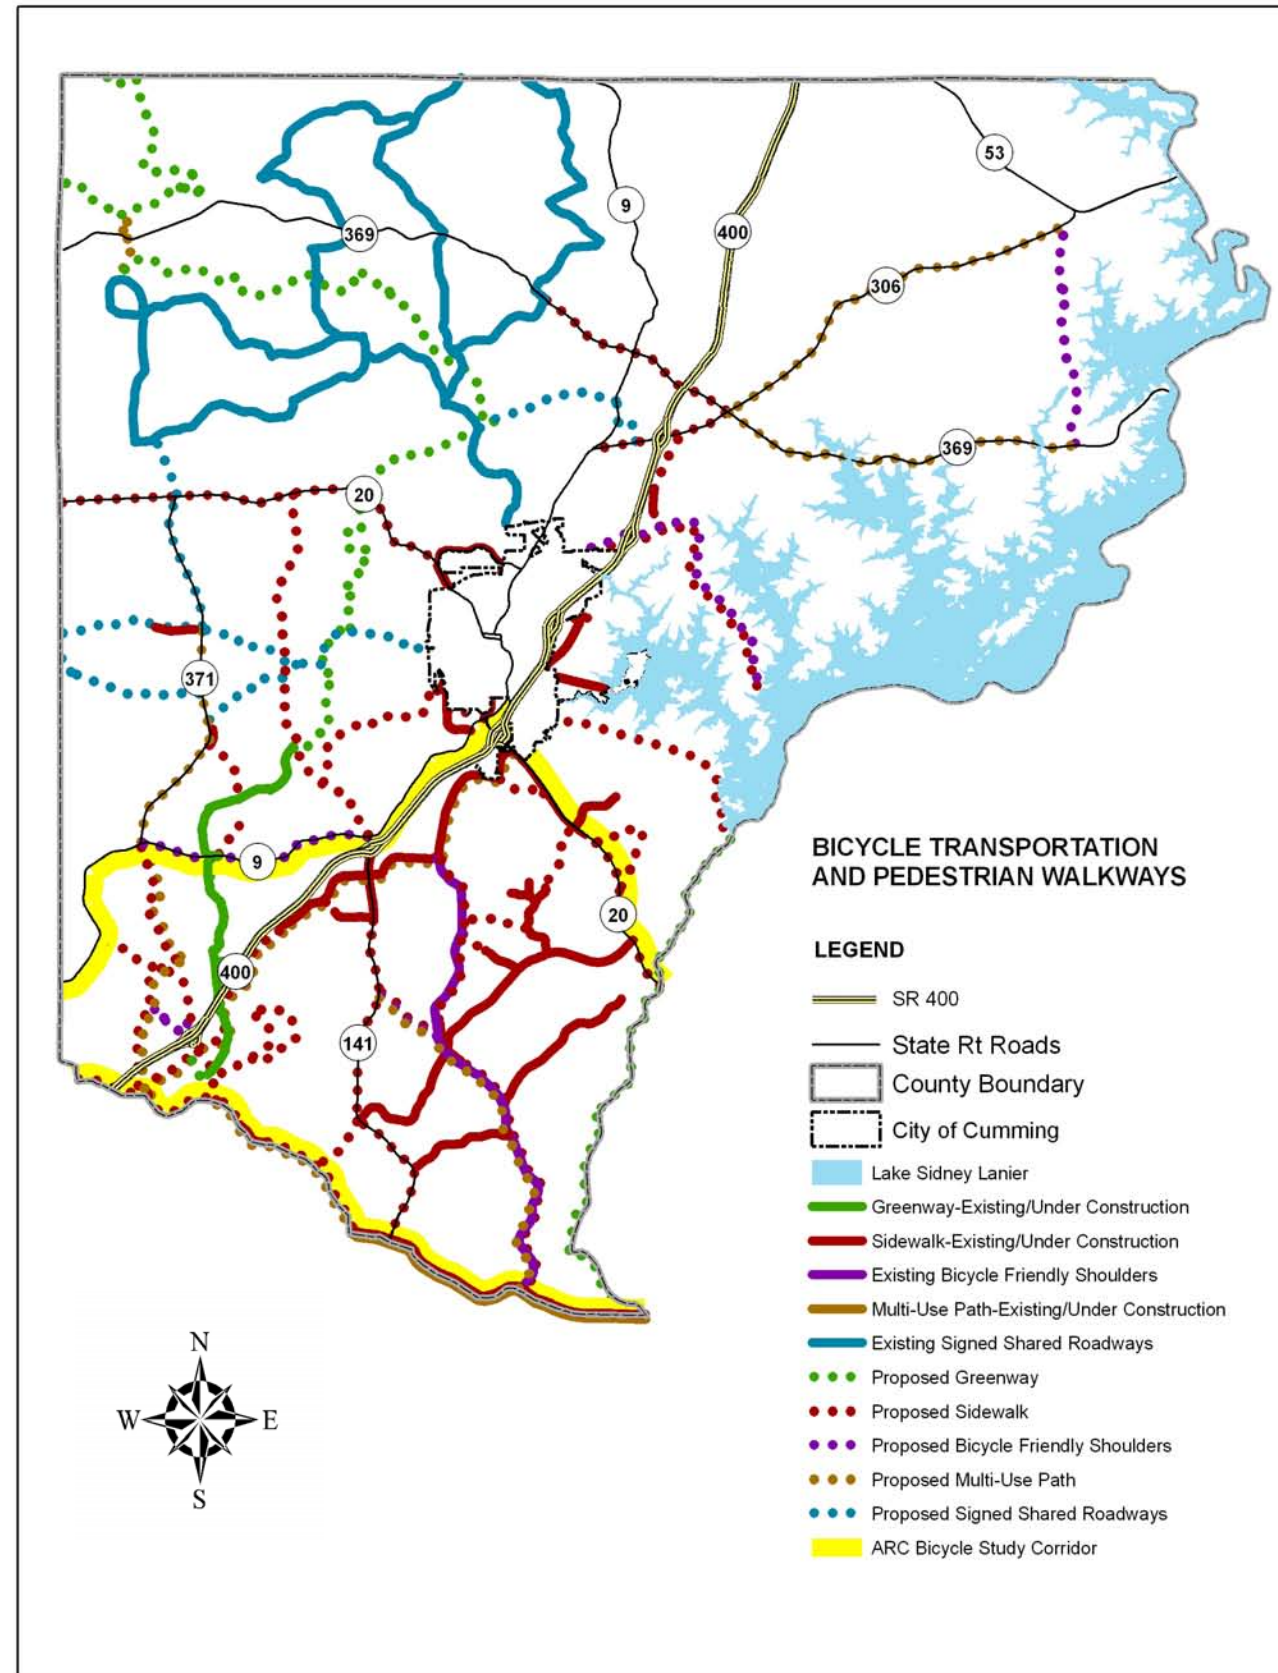 53
9
400
369
306
369
20
371
9
20
400
141
BICYCLE TRANSPORTATION
AND PEDESTRIAN WALKWAYS
LEGEND
SR 400
State Rt Roads
County Boundary
City of Cumming
Lake Sidney Lanier
Greenway-Existing/Under Construction
Sidewalk-Existing/Under Construction
Existing Bicycle Friendly Shoulders
Multi-Use Path-Existing/Under Construction
Existing Signed Shared Roadways
Proposed Greenway
Proposed Sidewalk
Proposed Bicycle Friendly Shoulders
Proposed Multi-Use Path
Proposed Signed Shared Roadways
ARC Bicycle Study Corridor
N
W E
S